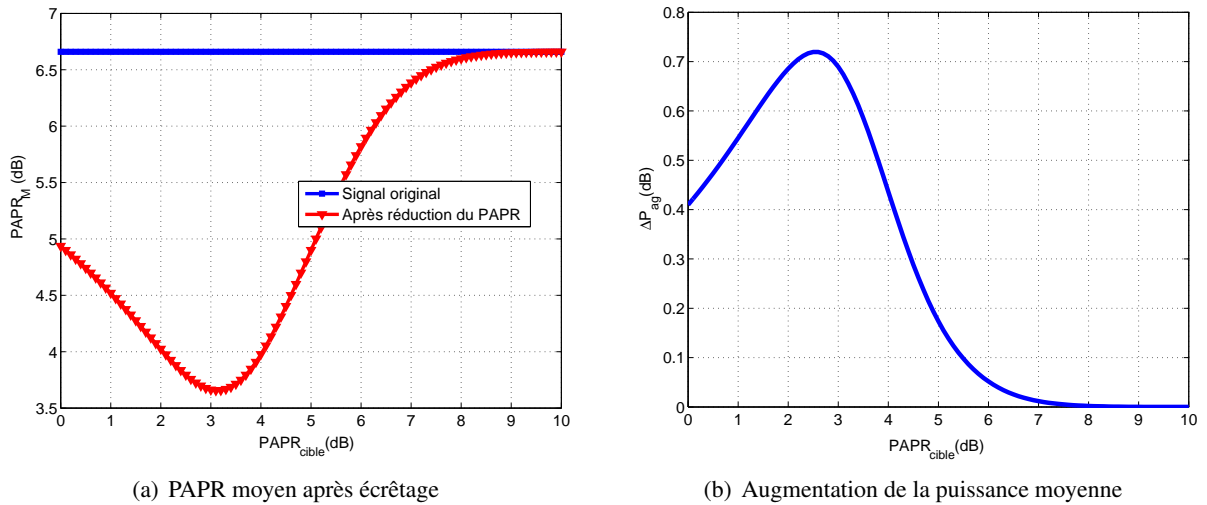 7
6.5
6
5.5
5
4.5
4
3.5
PAPR_M (dB)
Signal original
Après réduction du PAPR
0 1 2 3 4 5 6 7 8 9 10
PAPR_cible(dB)
(a) PAPR moyen après écrêtage
0.8
0.7
0.6
0.5
0.4
0.3
0.2
0.1
0
ΔP_ag(dB)
0 1 2 3 4 5 6 7 8 9 10
PAPR_cible(dB)
(b) Augmentation de la puissance moyenne